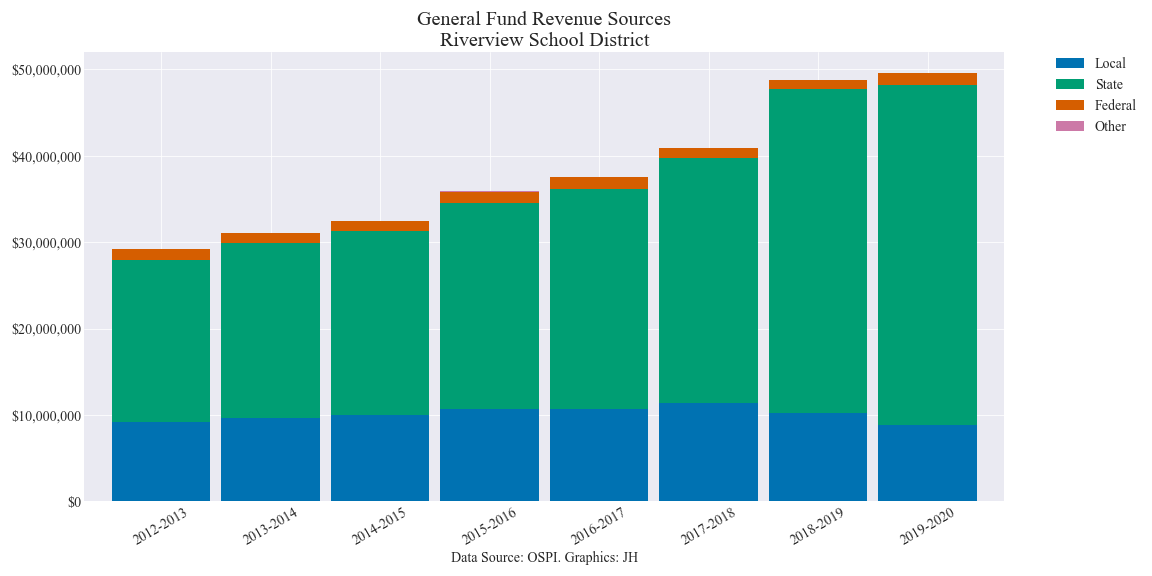 General Fund Revenue Sources
Riverview School District
Local
State
Federal
Other
$50,000,000
$40,000,000
$30,000,000
$20,000,000
$10,000,000
$0
2012-2013
2013-2014
2014-2015
2015-2016
2016-2017
2017-2018
2018-2019
2019-2020
Data Source: OSPI. Graphics: JH